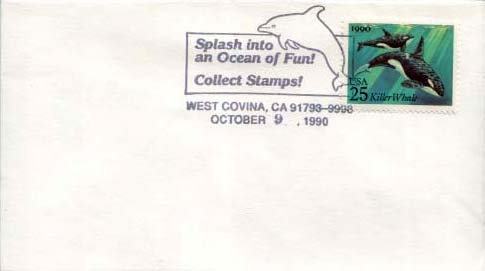 Splash into
an Ocean of Fun!
Collect Stamps!
WEST COVINA, CA 91793-9998
OCTOBER 9 , 1990
1990
USA
25 Killer Whale